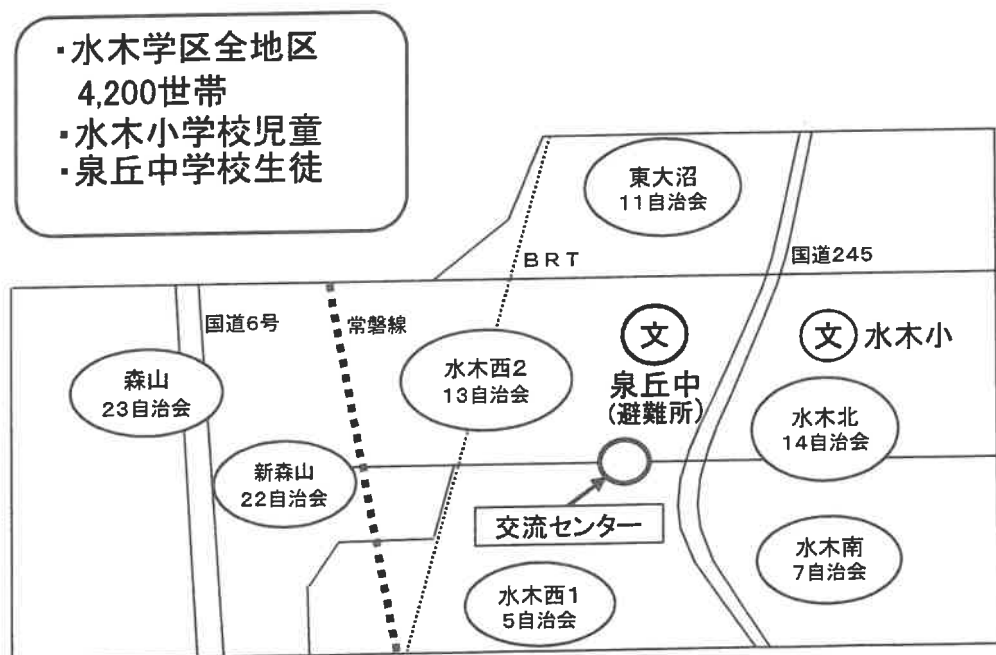 ・水木学区全地区
4,200世帯
・水木小学校児童
・泉丘中学校生徒
東大沼
11自治会
BRT
国道245
国道6号
常磐線
文
文 水木小
森山
23自治会
水木西2
13自治会
泉丘中
(避難所)
水木北
14自治会
新森山
22自治会
交流センター
水木南
7自治会
水木西1
5自治会